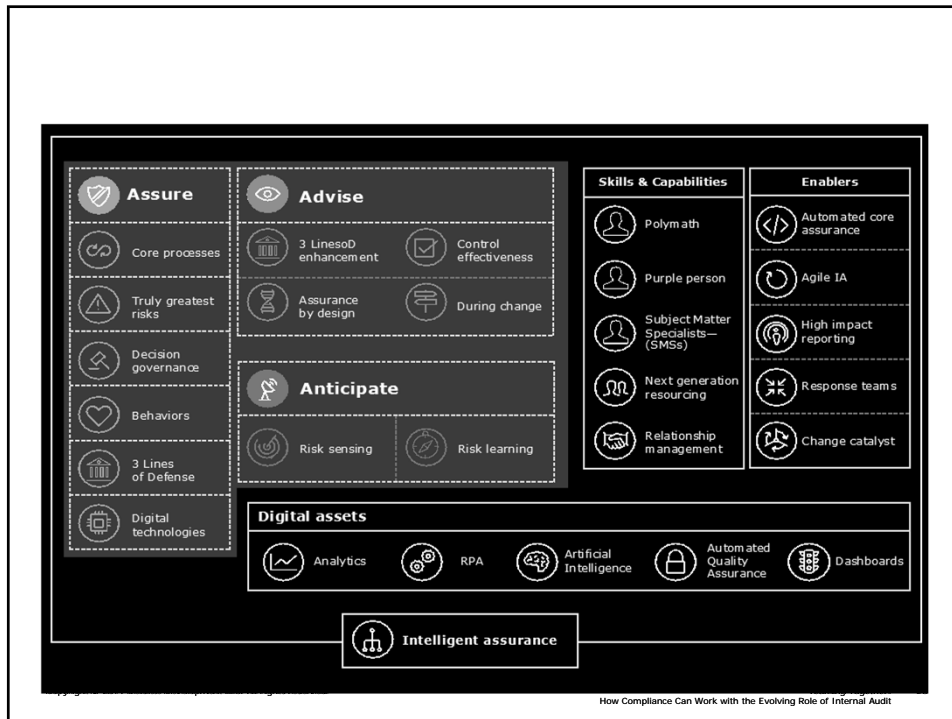 Assure
Core processes
Truly greatest
risks
Decision
governance
Behaviors
3 Lines
of Defense
Digital
technologies
Advise
3 LinesoD
enhancement
Control
effectiveness
Assurance
by design
During change
Anticipate
Risk sensing
Risk learning
Skills & Capabilities
Polymath
Purple person
Subject Matter
Specialists—
(SMSs)
Next generation
resourcing
Relationship
management
Enablers
Automated core
assurance
Agile IA
High impact
reporting
Response teams
Change catalyst
Digital assets
Analytics
RPA
Artificial
Intelligence
Automated
Quality
Assurance
Dashboards
Intelligent assurance
How Compliance Can Work with the Evolving Role of Internal Audit